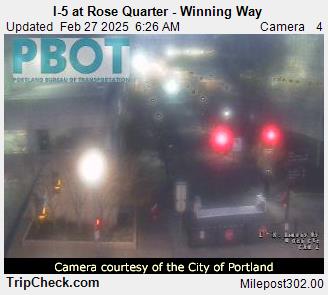 I-5 at Rose Quarter - Winning Way
Updated Feb 27 2025 6:26 AM Camera 4
PBOT
PORTLAND BUREAU OF TRANSPORTATION
Camera courtesy of the City of Portland
TripCheck.com Milepost302.00